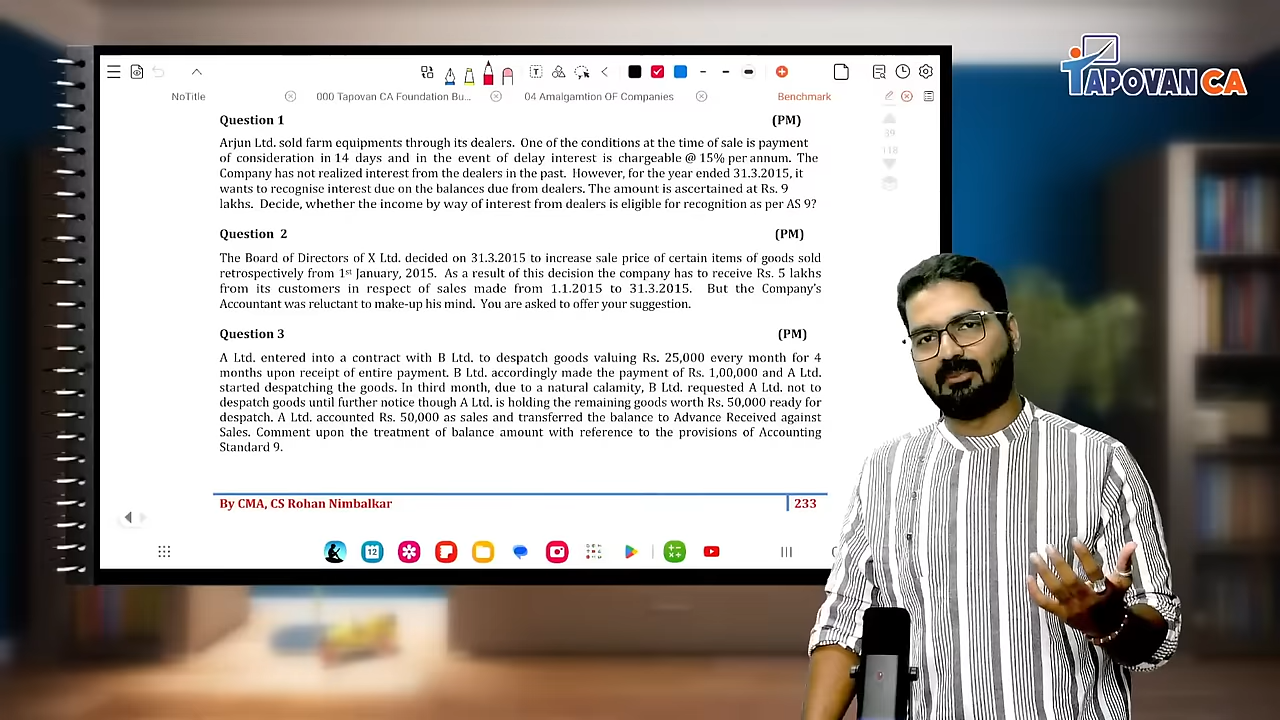 TAPOVAN CA
NoTitle
000 Tapovan CA Foundation Bu...
04 Amalgamtion OF Companies
Benchmark
39
118
Question 1 (PM)
Arjun Ltd. sold farm equipments through its dealers. One of the conditions at the time of sale is payment
of consideration in 14 days and in the event of delay interest is chargeable @ 15% per annum. The
Company has not realized interest from the dealers in the past. However, for the year ended 31.3.2015, it
wants to recognise interest due on the balances due from dealers. The amount is ascertained at Rs. 9
lakhs. Decide, whether the income by way of interest from dealers is eligible for recognition as per AS 9?
Question 2 (PM)
The Board of Directors of X Ltd. decided on 31.3.2015 to increase sale price of certain items of goods sold
retrospectively from 1st January, 2015. As a result of this decision the company has to receive Rs. 5 lakhs
from its customers in respect of sales made from 1.1.2015 to 31.3.2015. But the Company's
Accountant was reluctant to make-up his mind. You are asked to offer your suggestion.
Question 3 (PM)
A Ltd. entered into a contract with B Ltd. to despatch goods valuing Rs. 25,000 every month for 4
months upon receipt of entire payment. B Ltd. accordingly made the payment of Rs. 1,00,000 and A Ltd.
started despatching the goods. In third month, due to a natural calamity, B Ltd. requested A Ltd. not to
despatch goods until further notice though A Ltd. is holding the remaining goods worth Rs. 50,000 ready for
despatch. A Ltd. accounted Rs. 50,000 as sales and transferred the balance to Advance Received against
Sales. Comment upon the treatment of balance amount with reference to the provisions of Accounting
Standard 9.
By CMA, CS Rohan Nimbalkar 233
12